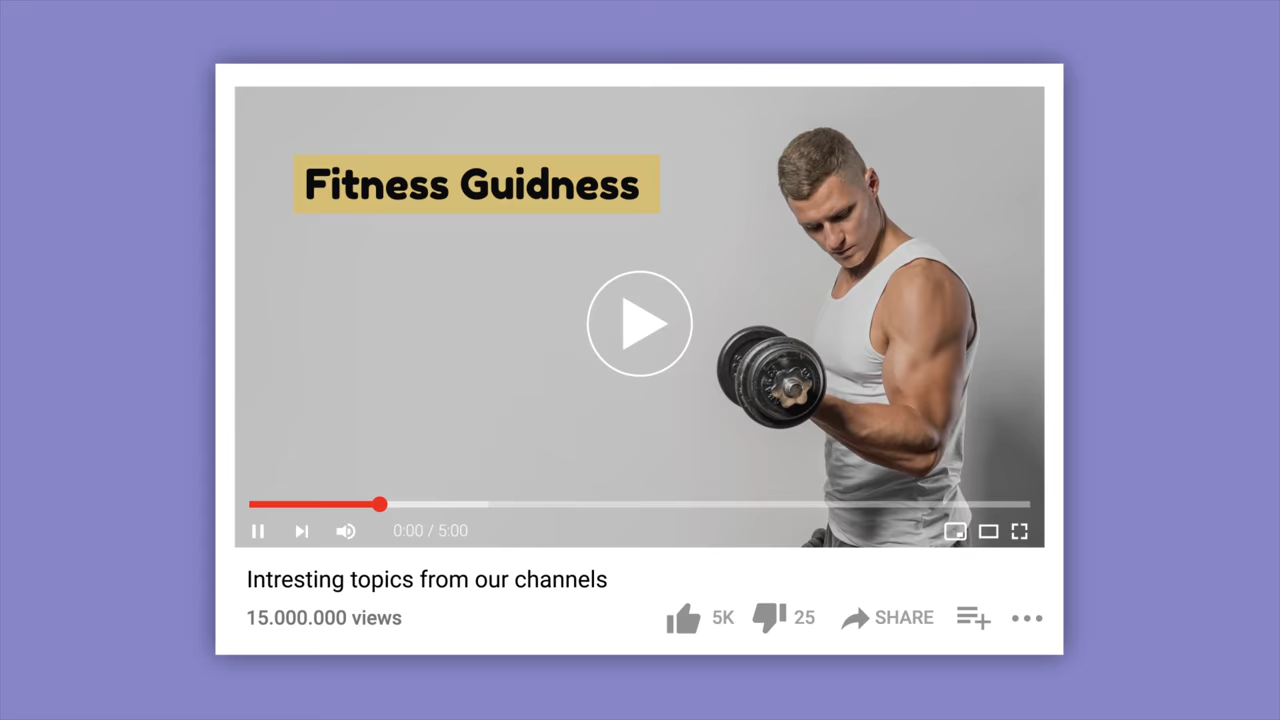 Fitness Guidness
0:00 / 5:00
Intresting topics from our channels
15.000.000 views
5K
25
SHARE